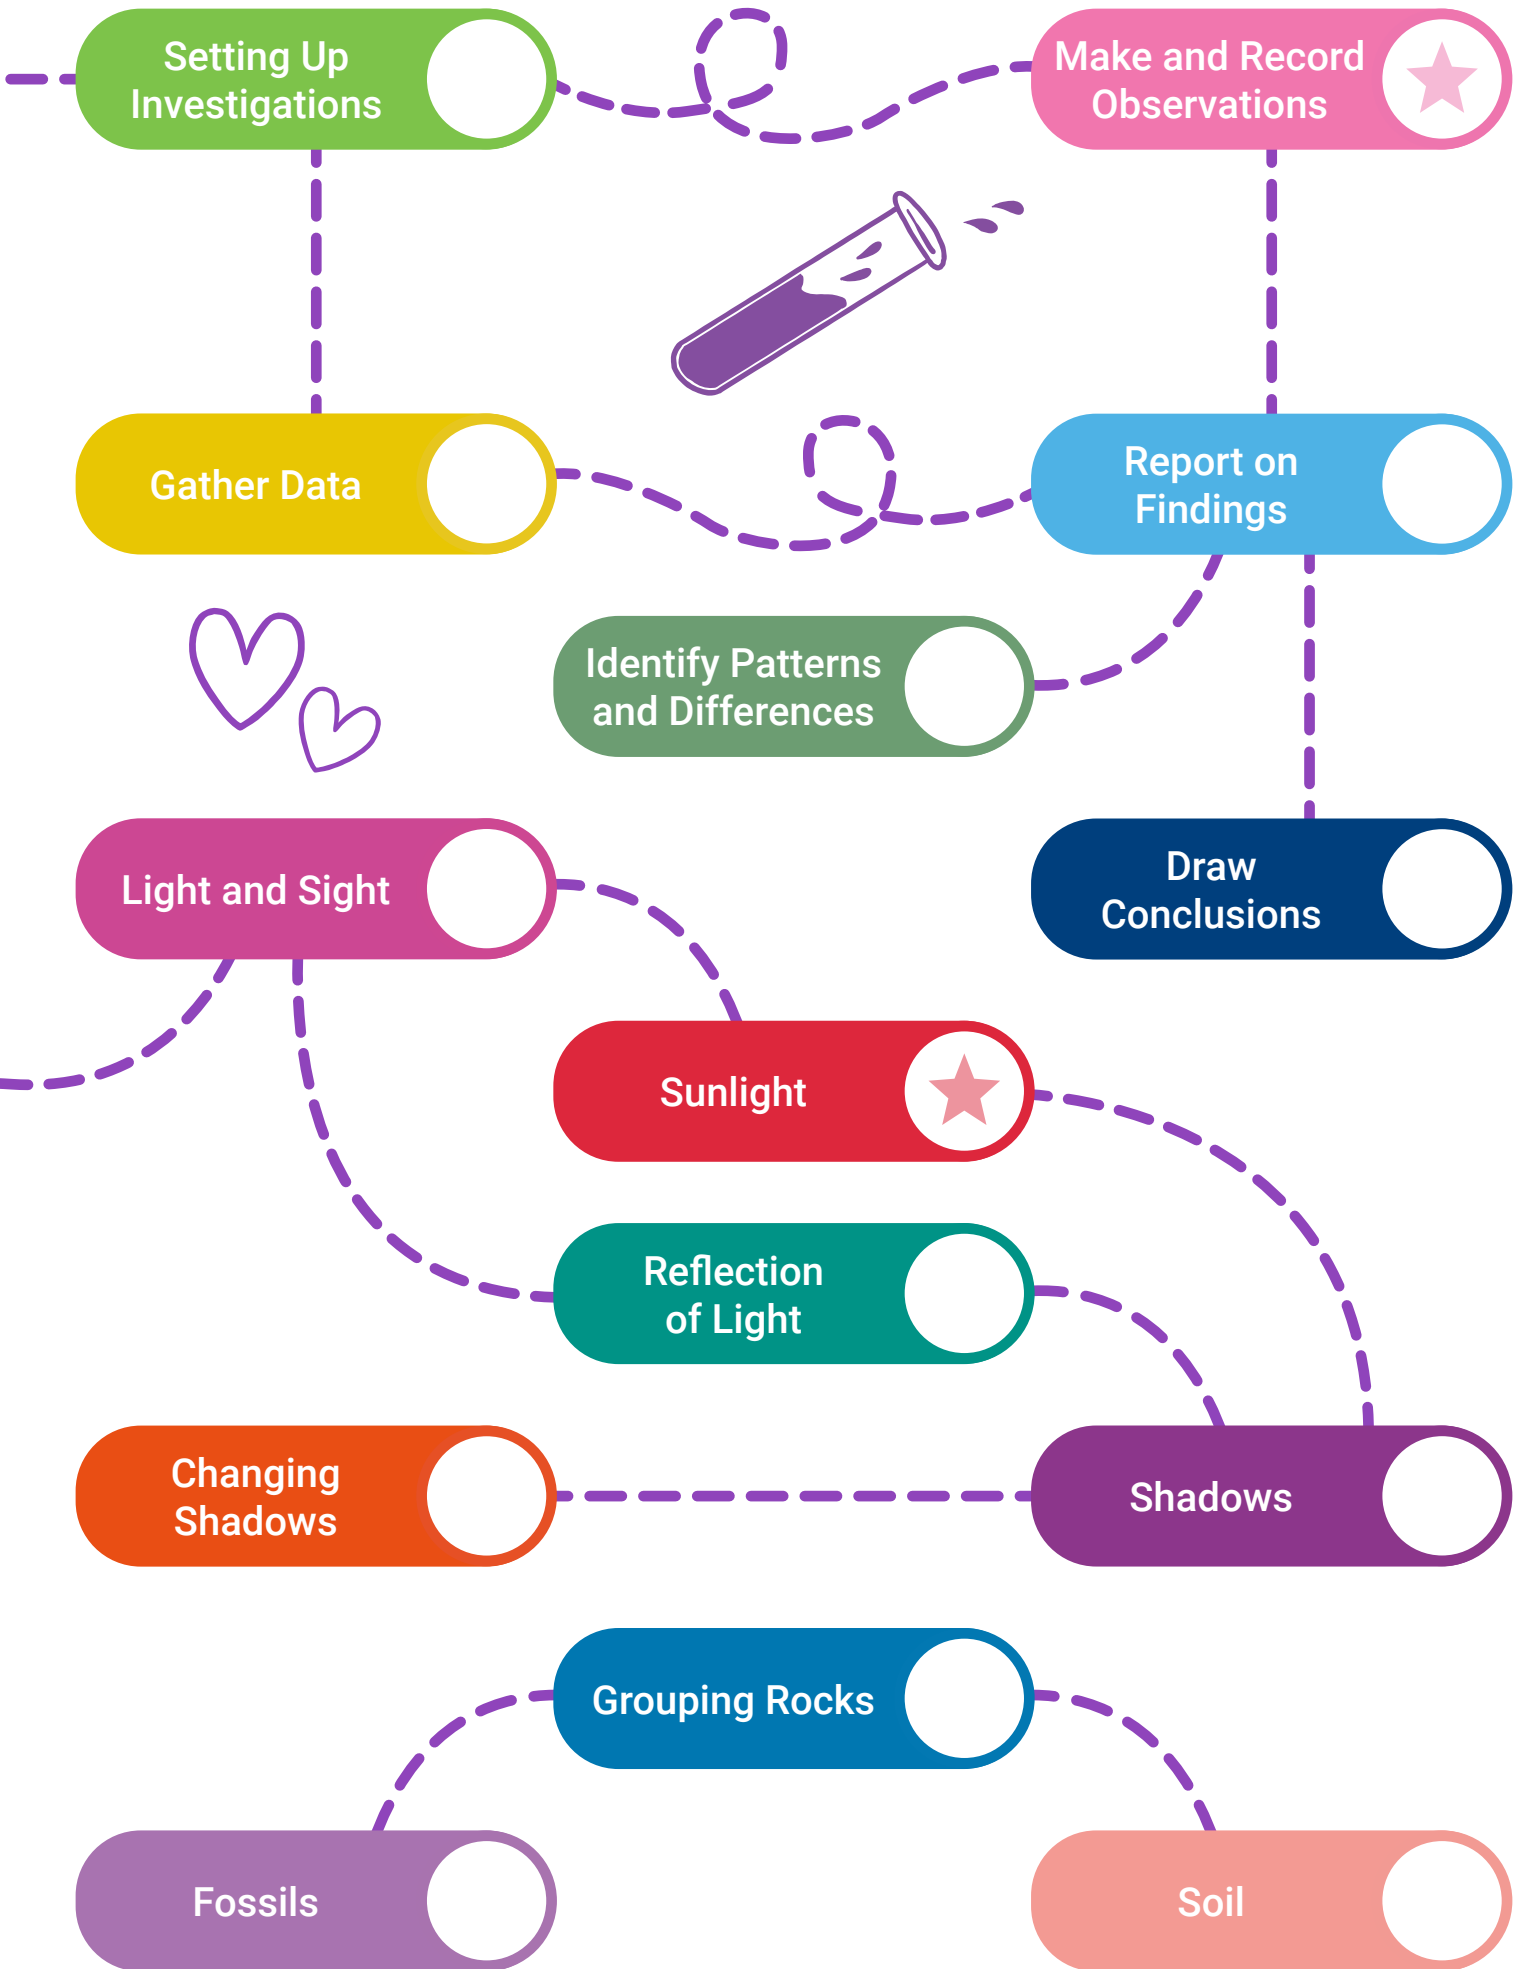 Setting Up
Investigations
Make and Record
Observations
Gather Data
Report on
Findings
Identify Patterns
and Differences
Light and Sight
Draw
Conclusions
Sunlight
Reflection
of Light
Changing
Shadows
Shadows
Grouping Rocks
Fossils
Soil